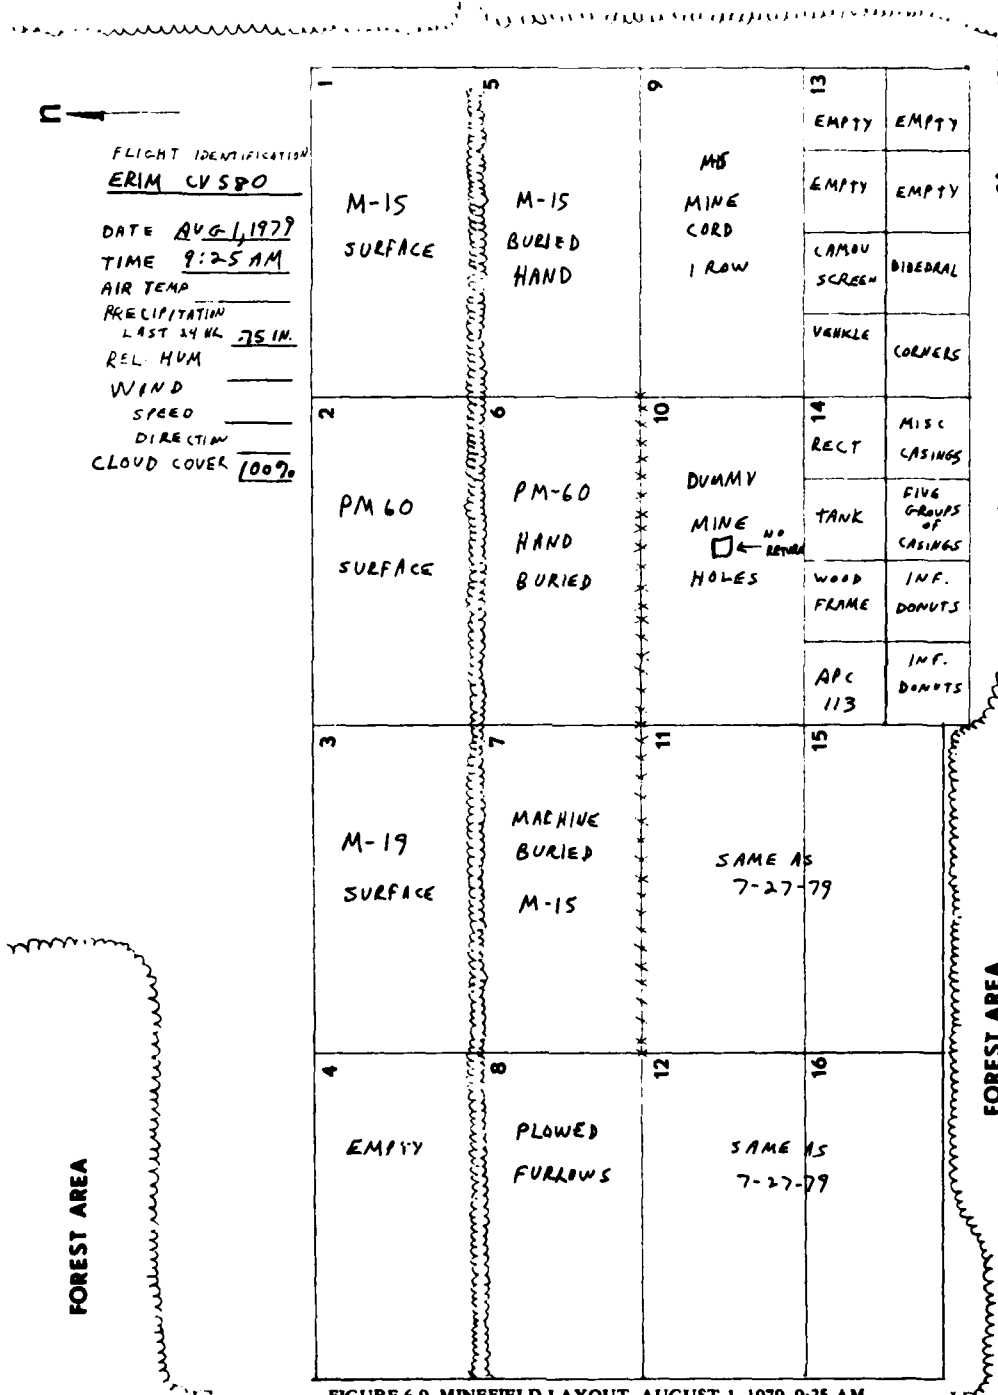 n
FLIGHT IDENTIFICATION
ERIM CV 580
DATE AUG 1, 1979
TIME 9:25 AM
AIR TEMP
PRECIPITATION
LAST 24 HR .75 IN.
REL. HUM
WIND
SPEED
DIRECTION
CLOUD COVER 100%
1
M-15
SURFACE
5
M-15
BURIED
HAND
9
MINE
CORD
1 ROW
13
EMPTY
EMPTY
EMPTY
EMPTY
CAMOU
SCREEN
DIHEDRAL
VEHICLE
CORNERS
2
PM 60
SURFACE
6
PM-60
HAND
BURIED
10
DUMMY
MINE
NO
RETURN
HOLES
14
RECT
MISC
CASINGS
TANK
FIVE
GROUPS
OF
CASINGS
WOOD
FRAME
INF.
DONUTS
APC
113
INF.
DONUTS
3
M-19
SURFACE
7
MACHINE
BURIED
M-15
11
15
SAME AS
7-27-79
4
EMPTY
8
PLOWED
FURROWS
12
16
SAME AS
7-27-79
FOREST AREA
FOREST AREA
FIGURE 6.9 MINEFIELD LAYOUT, AUGUST 1, 1979, 9:25 AM